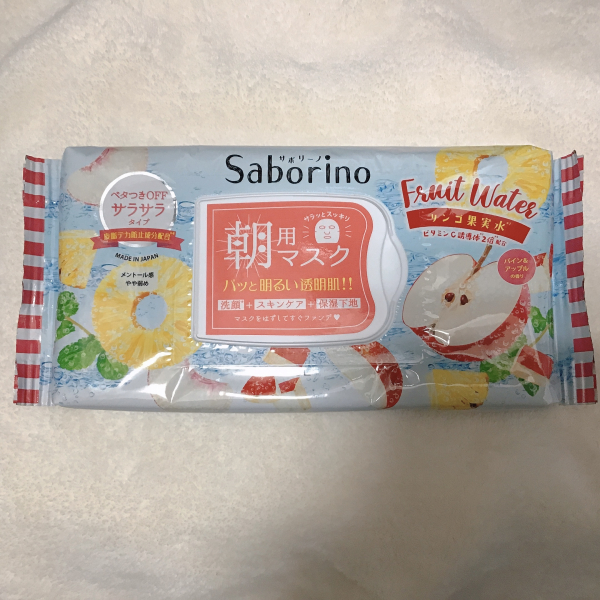 サボリーノ
Saborino
ベタつきOFF
サラサラ
タイプ
MADE IN JAPAN
メントール感
やや弱め
サラッとスッキリ
朝用
マスク
パッと明るい透明肌!!
洗顔+スキンケア+保湿下地
マスクをはずしてすぐファンデ♥
Fruit Water
リンゴ果実水
ビタミンC誘導体2倍配合
パイン&
アップル
の香り